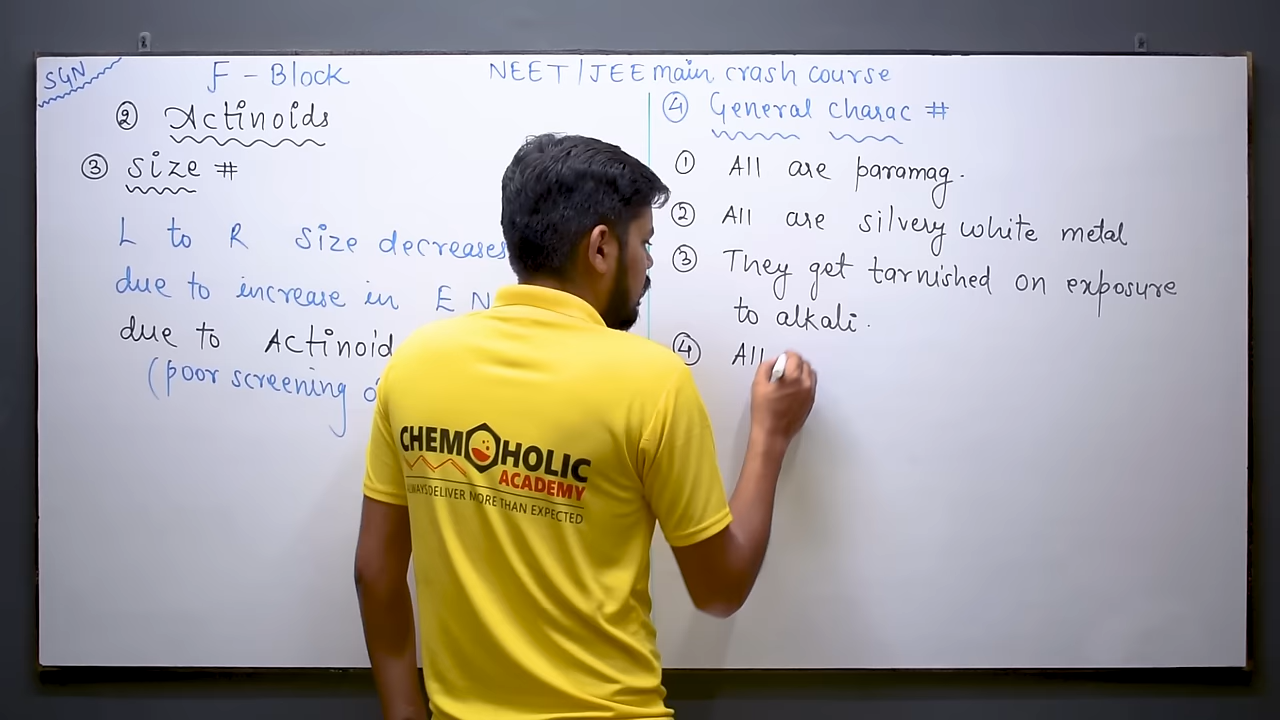 SGN
F - Block
NEET/JEE main crash course
② Actinoids
③ size #
L to R size decreases
due to increase in E N
due to Actinoid
(poor screening
④ General charac #
① All are paramag.
② All are silvery white metal
③ They get tarnished on exposure
to alkali.
④ All
CHEMOHOLIC
ACADEMY
ALWAYS DELIVER MORE THAN EXPECTED